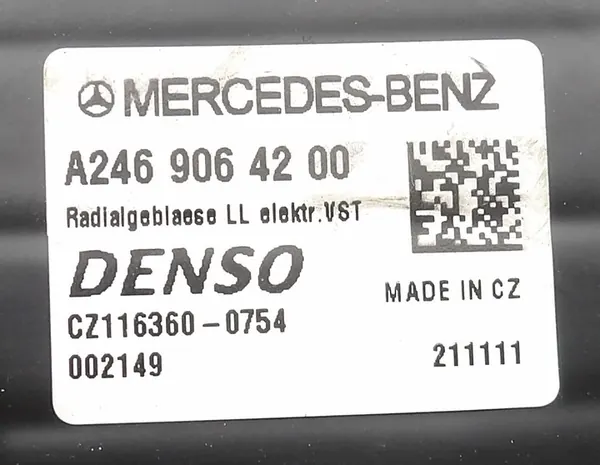 MERCEDES-BENZ
A246 906 42 00
Radialgeblaese LL elektr.VST
DENSO
MADE IN CZ
CZ116360-0754
002149
211111